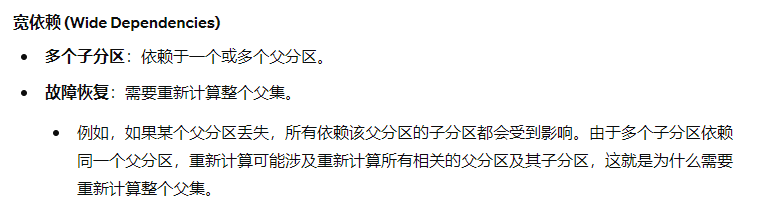 宽依赖 (Wide Dependencies)
多个子分区：依赖于一个或多个父分区。
故障恢复：需要重新计算整个父集。
例如，如果某个父分区丢失，所有依赖该父分区的子分区都会受到影响。由于多个子分区依赖
同一个父分区，重新计算可能涉及重新计算所有相关的父分区及其子分区，这就是为什么需要
重新计算整个父集。